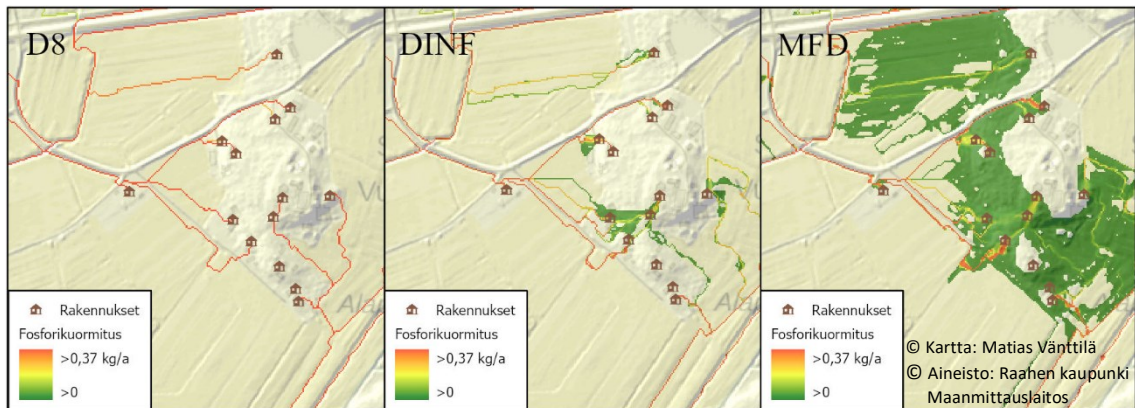 D8
Rakennukset
Fosforikuormitus
>0,37 kg/a
>0
DINF
Rakennukset
Fosforikuormitus
>0,37 kg/a
>0
MFD
Rakennukset
Fosforikuormitus
>0,37 kg/a
>0
© Kartta: Matias Vänttilä
© Aineisto: Raahen kaupunki
Maanmittauslaitos